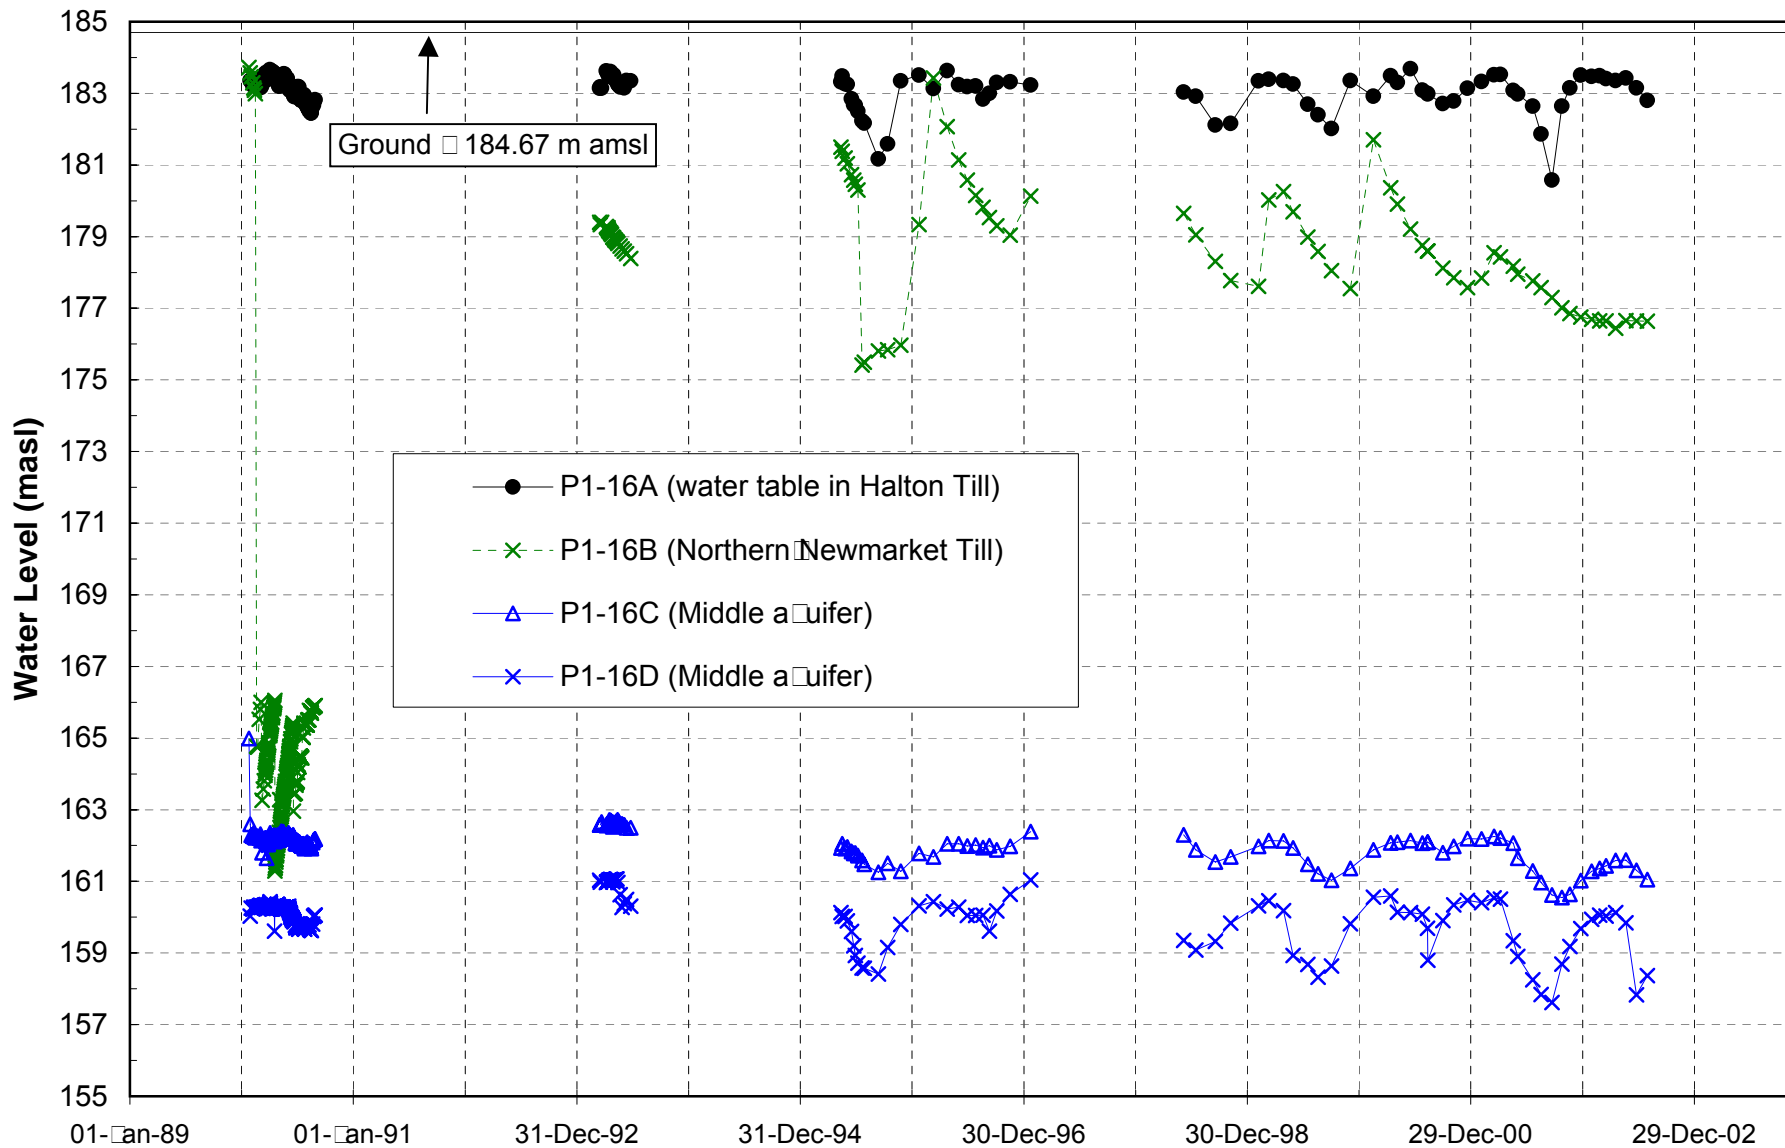 185
183
181
179
177
175
173
171
169
167
165
163
161
159
157
155
Water Level (masl)
Ground □ 184.67 m amsl
P1-16A (water table in Halton Till)
P1-16B (Northern□Newmarket Till)
P1-16C (Middle a□uifer)
P1-16D (Middle a□uifer)
01-□an-89
01-□an-91
31-Dec-92
31-Dec-94
30-Dec-96
30-Dec-98
29-Dec-00
29-Dec-02